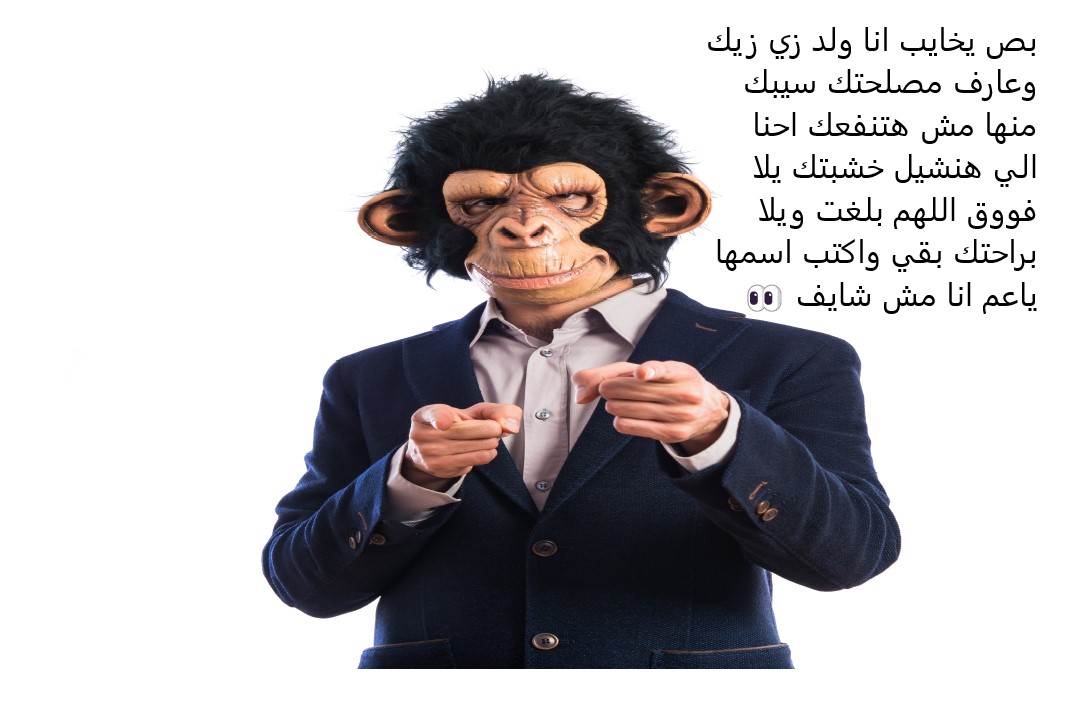 بص يخايب انا ولد زي زيك
وعارف مصلحتك سيبك
منها مش هتنفعك احنا
الي هنشيل خشبتك يلا
فووق اللهم بلغت ويلا
براحتك بقي واكتب اسمها
ياعم انا مش شايف 👀